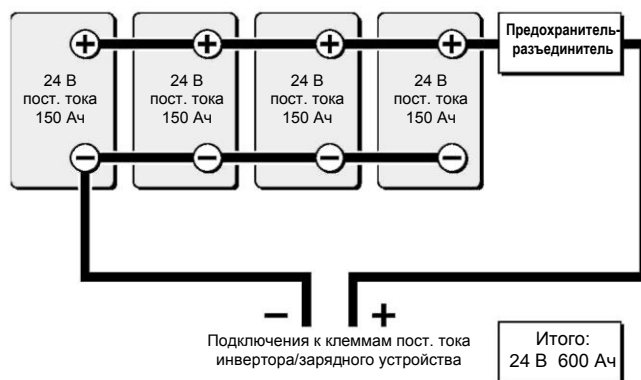 Предохранитель-
разъединитель
+ + + +
24 В
пост. тока
150 Ач
24 В
пост. тока
150 Ач
24 В
пост. тока
150 Ач
24 В
пост. тока
150 Ач
− − − −
− +
Подключения к клеммам пост. тока
инвертора/зарядного устройства
Итого:
24 В 600 Ач